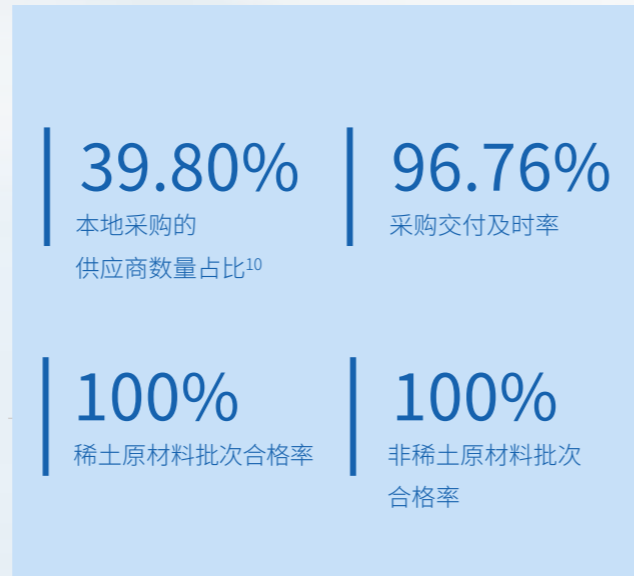 39.80%
本地采购的
供应商数量占比10
96.76%
采购交付及时率
100%
稀土原材料批次合格率
100%
非稀土原材料批次
合格率